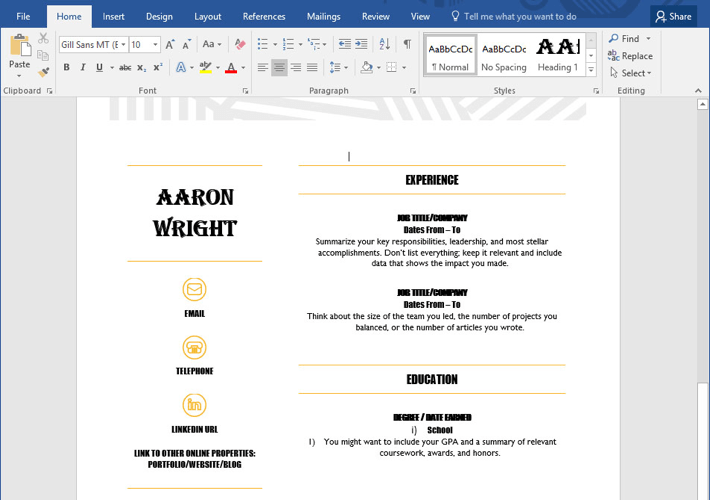 File Home Insert Design Layout References Mailings Review View Tell me what you want to do Share
Gill Sans MT (E 10 A A Aa A AaBbCcDc AaBbCcDc Find
Replace
Paste B I U abc x₂ x² A ab A ¶ Normal No Spacing Heading 1 Select
Clipboard Font Paragraph Styles Editing
AARON
WRIGHT
EMAIL
TELEPHONE
LINKEDIN URL
LINK TO OTHER ONLINE PROPERTIES:
PORTFOLIO/WEBSITE/BLOG
EXPERIENCE
JOB TITLE/COMPANY
Dates From – To
Summarize your key responsibilities, leadership, and most stellar
accomplishments. Don't list everything; keep it relevant and include
data that shows the impact you made.
JOB TITLE/COMPANY
Dates From – To
Think about the size of the team you led, the number of projects you
balanced, or the number of articles you wrote.
EDUCATION
DEGREE / DATE EARNED
i) School
1) You might want to include your GPA and a summary of relevant
coursework, awards, and honors.